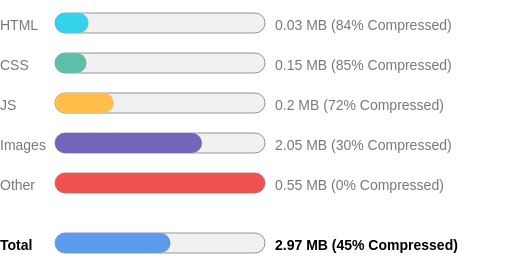 HTML 0.03 MB (84% Compressed)
CSS 0.15 MB (85% Compressed)
JS 0.2 MB (72% Compressed)
Images 2.05 MB (30% Compressed)
Other 0.55 MB (0% Compressed)
Total 2.97 MB (45% Compressed)